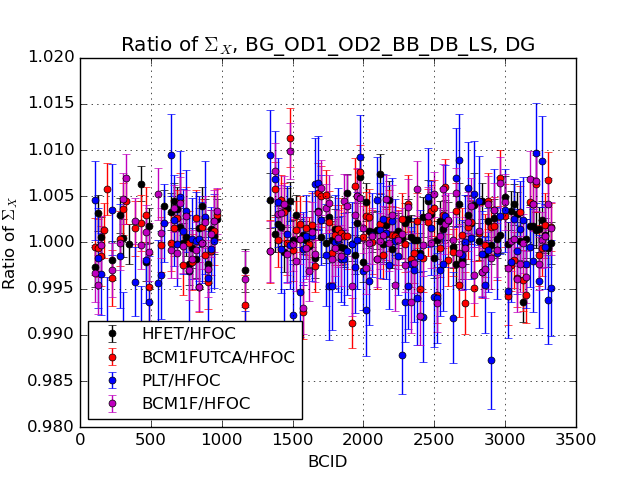 Ratio of Σ_X, BG_OD1_OD2_BB_DB_LS, DG
Ratio of Σ_X
1.020
1.015
1.010
1.005
1.000
0.995
0.990
0.985
0.980
HFET/HFOC
BCM1FUTCA/HFOC
PLT/HFOC
BCM1F/HFOC
0 500 1000 1500 2000 2500 3000 3500
BCID